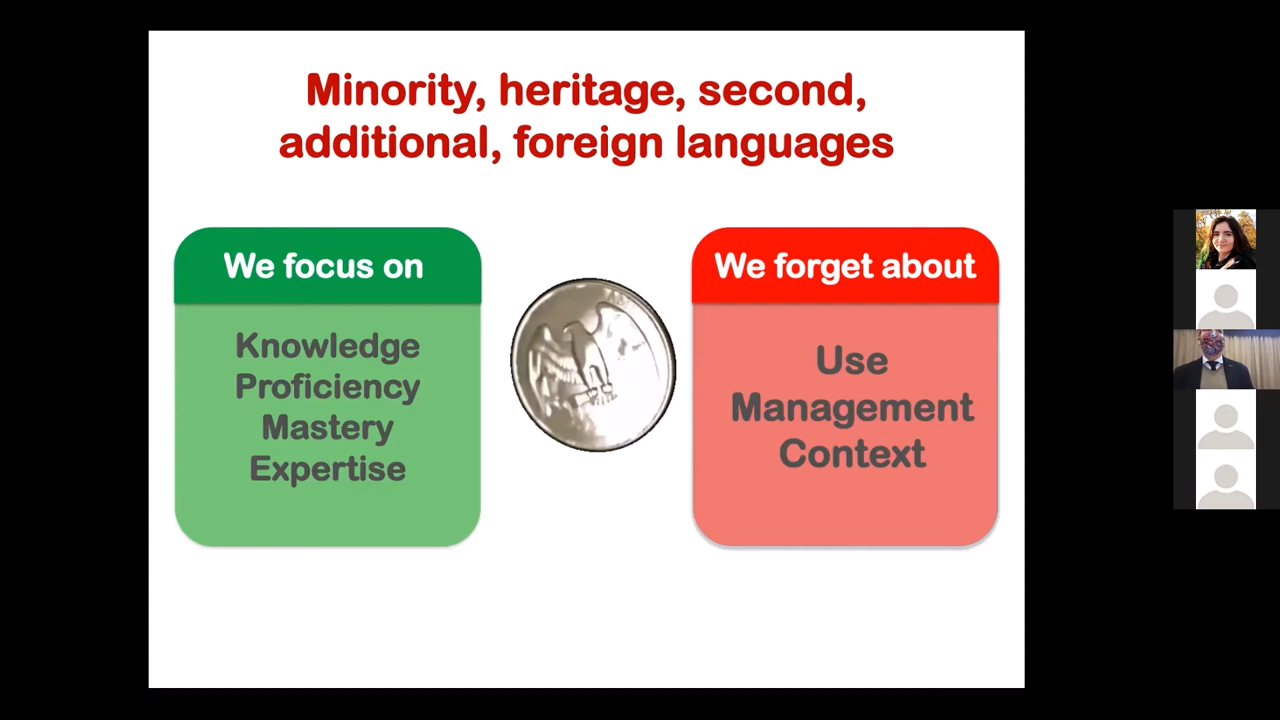 Minority, heritage, second,
additional, foreign languages
We focus on
Knowledge
Proficiency
Mastery
Expertise
We forget about
Use
Management
Context